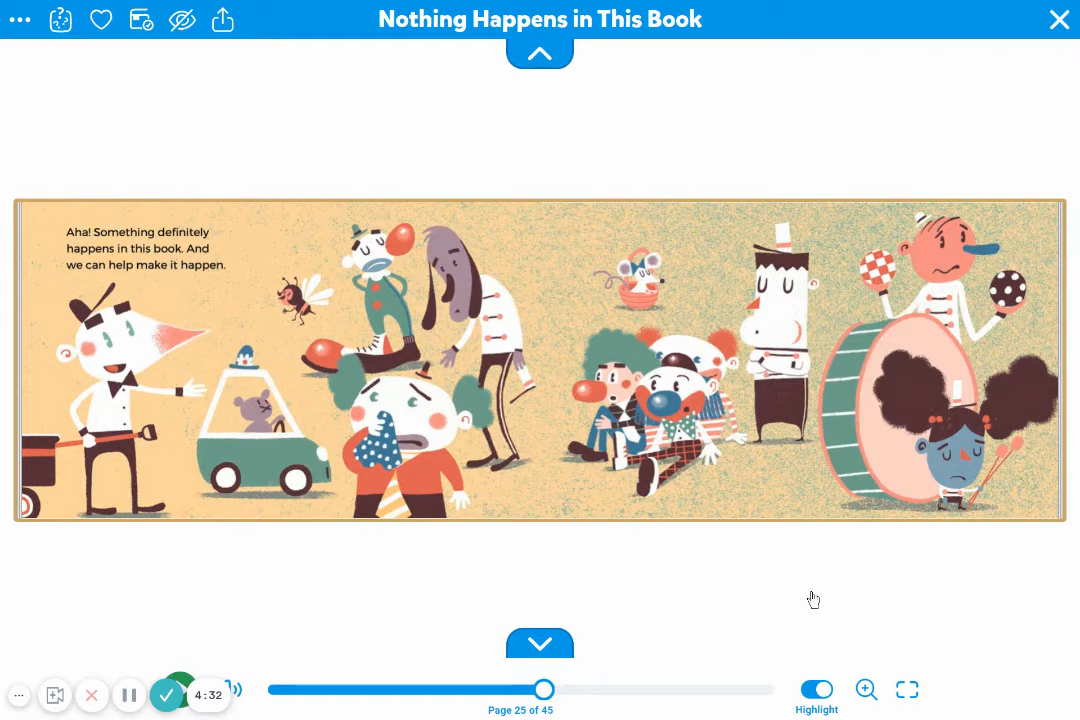 Nothing Happens in This Book
Aha! Something definitely
happens in this book. And
we can help make it happen.
4:32
Page 25 of 45
Highlight